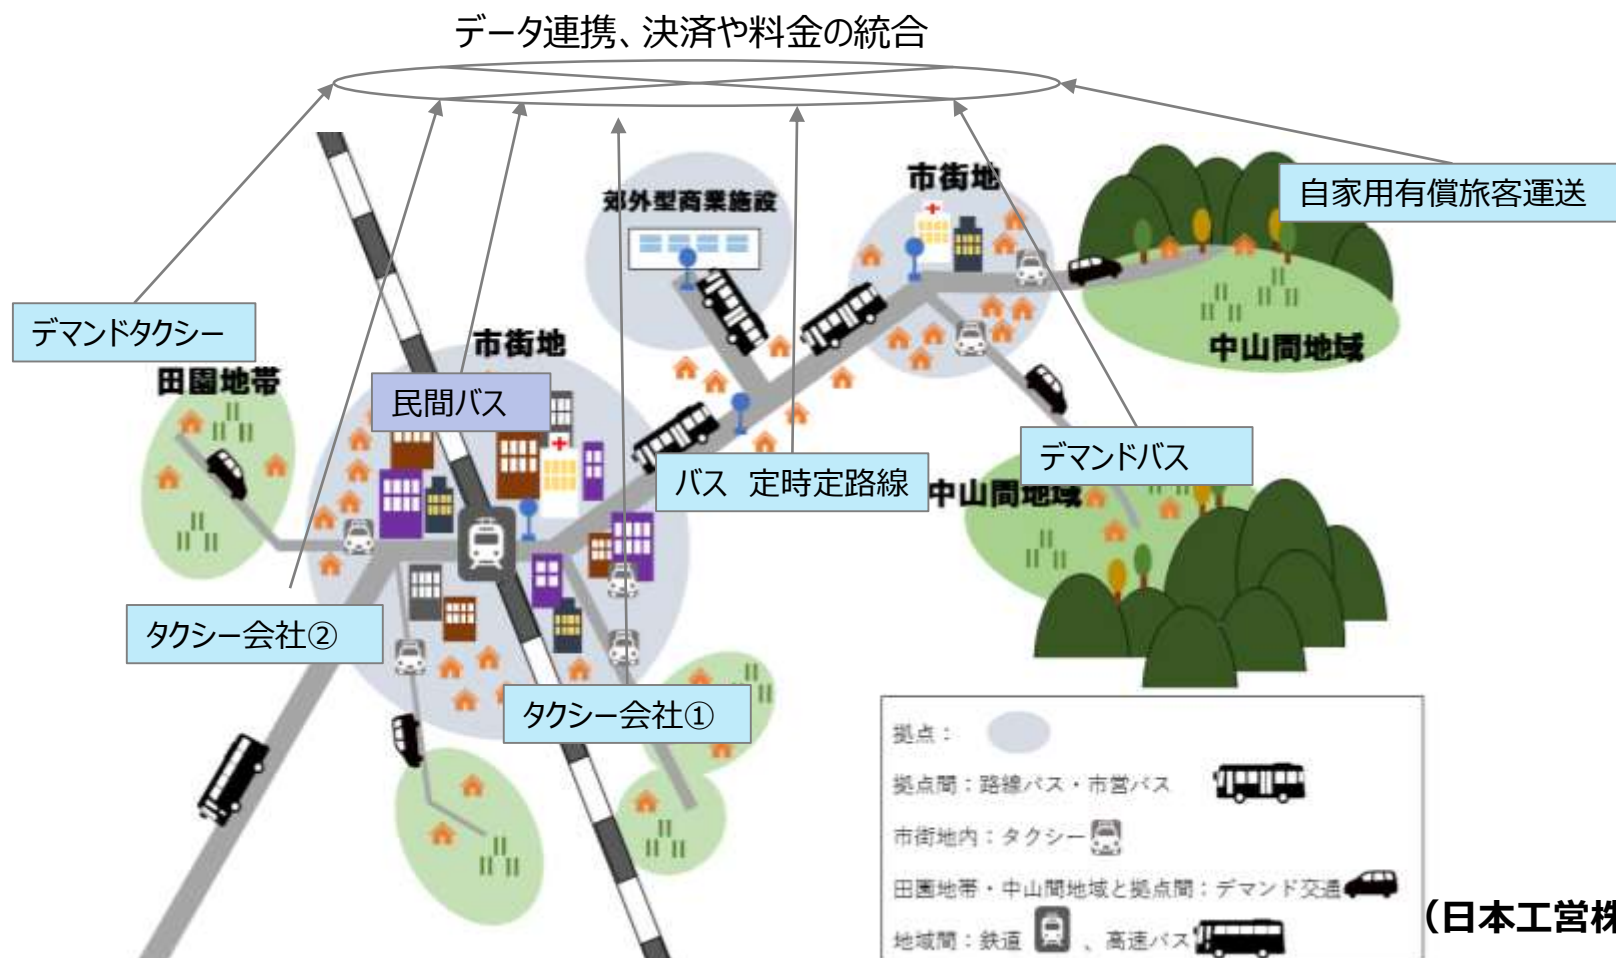 データ連携、決済や料金の統合
市街地
自家用有償旅客運送
郊外型商業施設
デマンドタクシー
市街地
中山間地域
田園地帯
民間バス
デマンドバス
バス 定時定路線
中山間地域
タクシー会社②
タクシー会社①
拠点：
拠点間：路線バス・市営バス
市街地内：タクシー
田園地帯・中山間地域と拠点間：デマンド交通
地域間：鉄道 、高速バス
（日本工営株